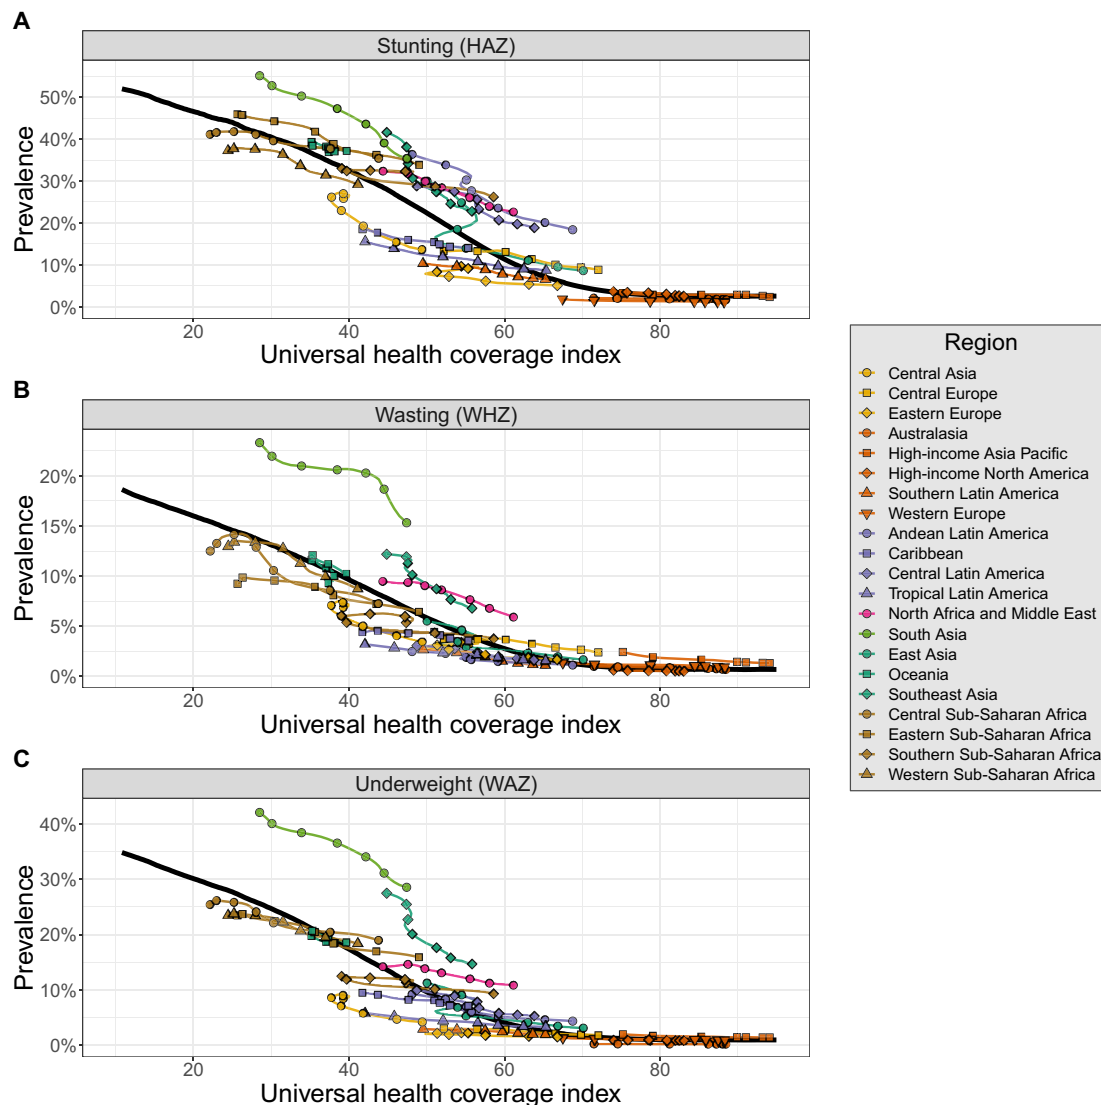 A
Stunting (HAZ)
50%
40%
30%
20%
10%
0%
Prevalence
20 40 60 80
Universal health coverage index
B
Wasting (WHZ)
20%
15%
10%
5%
0%
Prevalence
20 40 60 80
Universal health coverage index
C
Underweight (WAZ)
40%
30%
20%
10%
0%
Prevalence
20 40 60 80
Universal health coverage index
Region
Central Asia
Central Europe
Eastern Europe
Australasia
High-income Asia Pacific
High-income North America
Southern Latin America
Western Europe
Andean Latin America
Caribbean
Central Latin America
Tropical Latin America
North Africa and Middle East
South Asia
East Asia
Oceania
Southeast Asia
Central Sub-Saharan Africa
Eastern Sub-Saharan Africa
Southern Sub-Saharan Africa
Western Sub-Saharan Africa